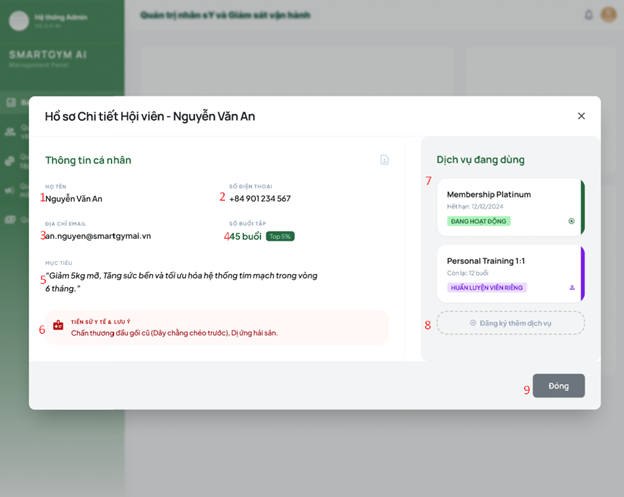 Hệ thống Admin
SMARTGYM AI
Management Panel
Quản trị nhân sự và Giám sát vận hành
Hồ sơ Chi tiết Hội viên - Nguyễn Văn An
Thông tin cá nhân
HỌ TÊN
1 Nguyễn Văn An
SỐ ĐIỆN THOẠI
2 +84 901 234 567
ĐỊA CHỈ EMAIL
3 an.nguyen@smartgymai.vn
SỐ BUỔI TẬP
4 45 buổi Top 5%
MỤC TIÊU
5 "Giảm 5kg mỡ, Tăng sức bền và tối ưu hóa hệ thống tim mạch trong vòng
6 tháng."
6 TIỀN SỬ Y TẾ & LƯU Ý
Chấn thương đầu gối cũ (Dây chằng chéo trước), Dị ứng hải sản.
Dịch vụ đang dùng
7 Membership Platinum
Hết hạn: 12/12/2024
ĐANG HOẠT ĐỘNG
Personal Training 1:1
Còn lại: 12 buổi
HUẤN LUYỆN VIÊN RIÊNG
8 Đăng ký thêm dịch vụ
9 Đóng